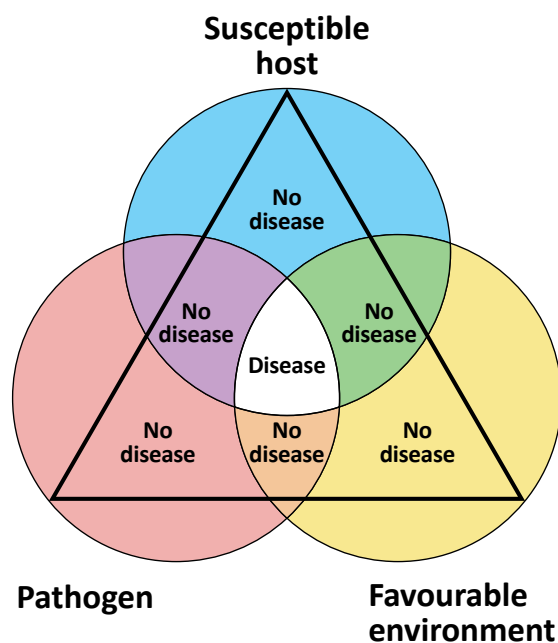 Susceptible
host
No
disease
No
disease
No
disease
Disease
No
disease
No
disease
No
disease
Pathogen
Favourable
environment